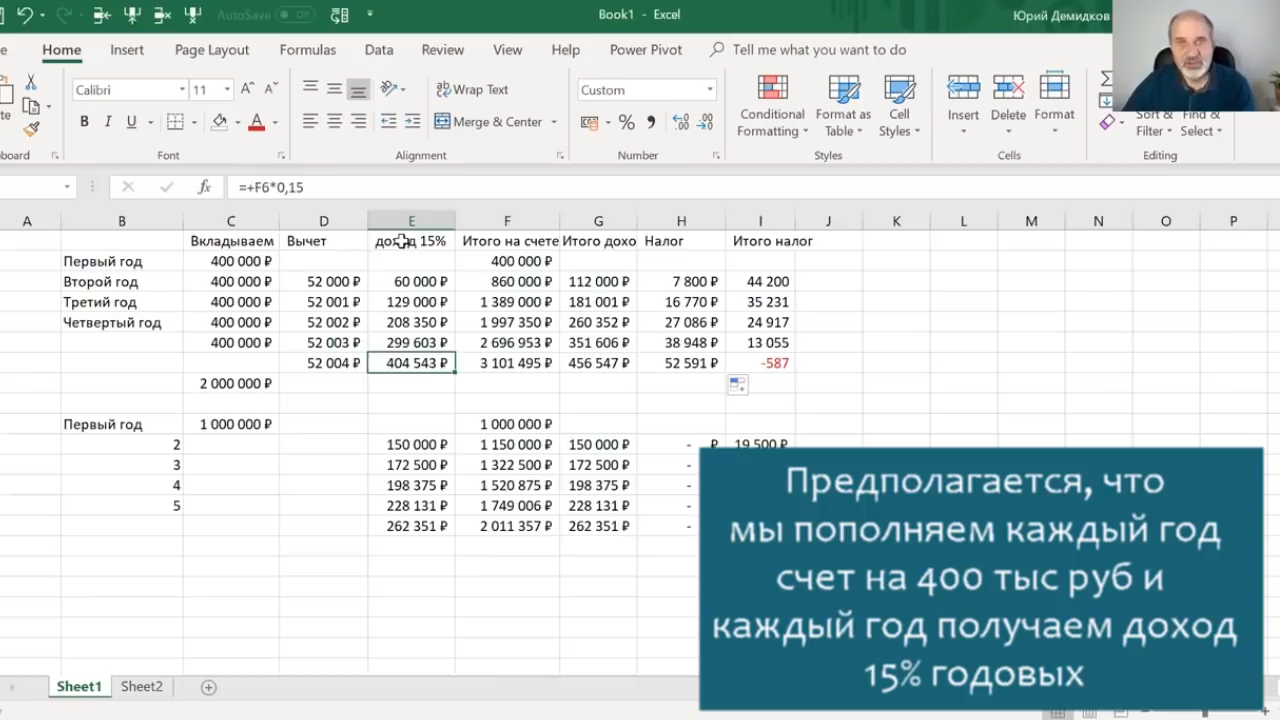 AutoSave Off Book1 - Excel Юрий Демидков
Home Insert Page Layout Formulas Data Review View Help Power Pivot Tell me what you want to do
Calibri 11 Wrap Text Custom
B I U Merge & Center Conditional Formatting Format as Table Cell Styles Insert Delete Format Sort & Filter Find & Select
Font Alignment Number Styles Cells Editing
fx =+F6*0,15
A B C D E F G H I J K L M N O P
Вкладываем Вычет 15% Итого на счете Итого дохо Налог Итого налог
Первый год 400 000 ₽ 400 000 ₽
Второй год 400 000 ₽ 52 000 ₽ 60 000 ₽ 860 000 ₽ 112 000 ₽ 7 800 ₽ 44 200
Третий год 400 000 ₽ 52 001 ₽ 129 000 ₽ 1 389 000 ₽ 181 001 ₽ 16 770 ₽ 35 231
Четвертый год 400 000 ₽ 52 002 ₽ 208 350 ₽ 1 997 350 ₽ 260 352 ₽ 27 086 ₽ 24 917
400 000 ₽ 52 003 ₽ 299 603 ₽ 2 696 953 ₽ 351 606 ₽ 38 948 ₽ 13 055
52 004 ₽ 404 543 ₽ 3 101 495 ₽ 456 547 ₽ 52 591 ₽ -587
2 000 000 ₽
Первый год 1 000 000 ₽ 1 000 000 ₽
2 150 000 ₽ 1 150 000 ₽ 150 000 ₽ - ₽ 19 500 ₽
3 172 500 ₽ 1 322 500 ₽ 172 500 ₽ -
4 198 375 ₽ 1 520 875 ₽ 198 375 ₽ -
5 228 131 ₽ 1 749 006 ₽ 228 131 ₽ -
262 351 ₽ 2 011 357 ₽ 262 351 ₽ -
Предполагается, что
мы пополняем каждый год
счет на 400 тыс руб и
каждый год получаем доход
15% годовых
Sheet1 Sheet2